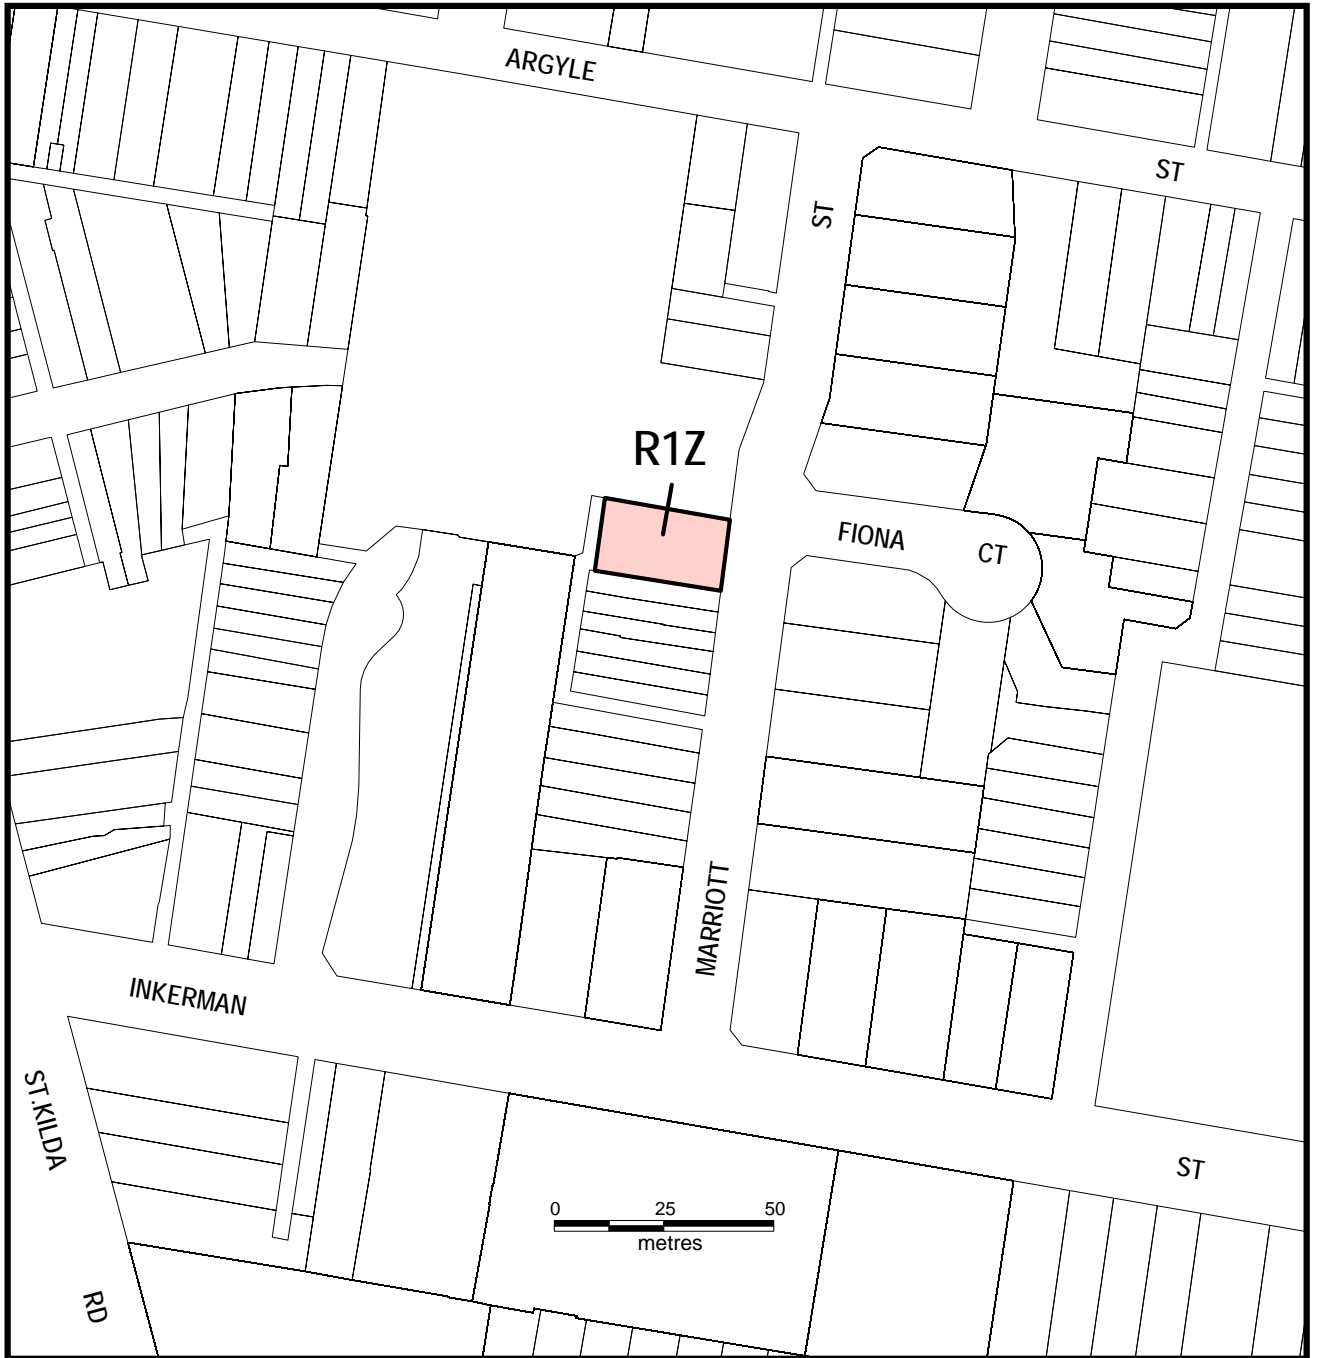 ARGYLE
ST
ST
R1Z
FIONA
CT
MARRIOTT
INKERMAN
ST.KILDA
ST
0 25 50
metres
RD